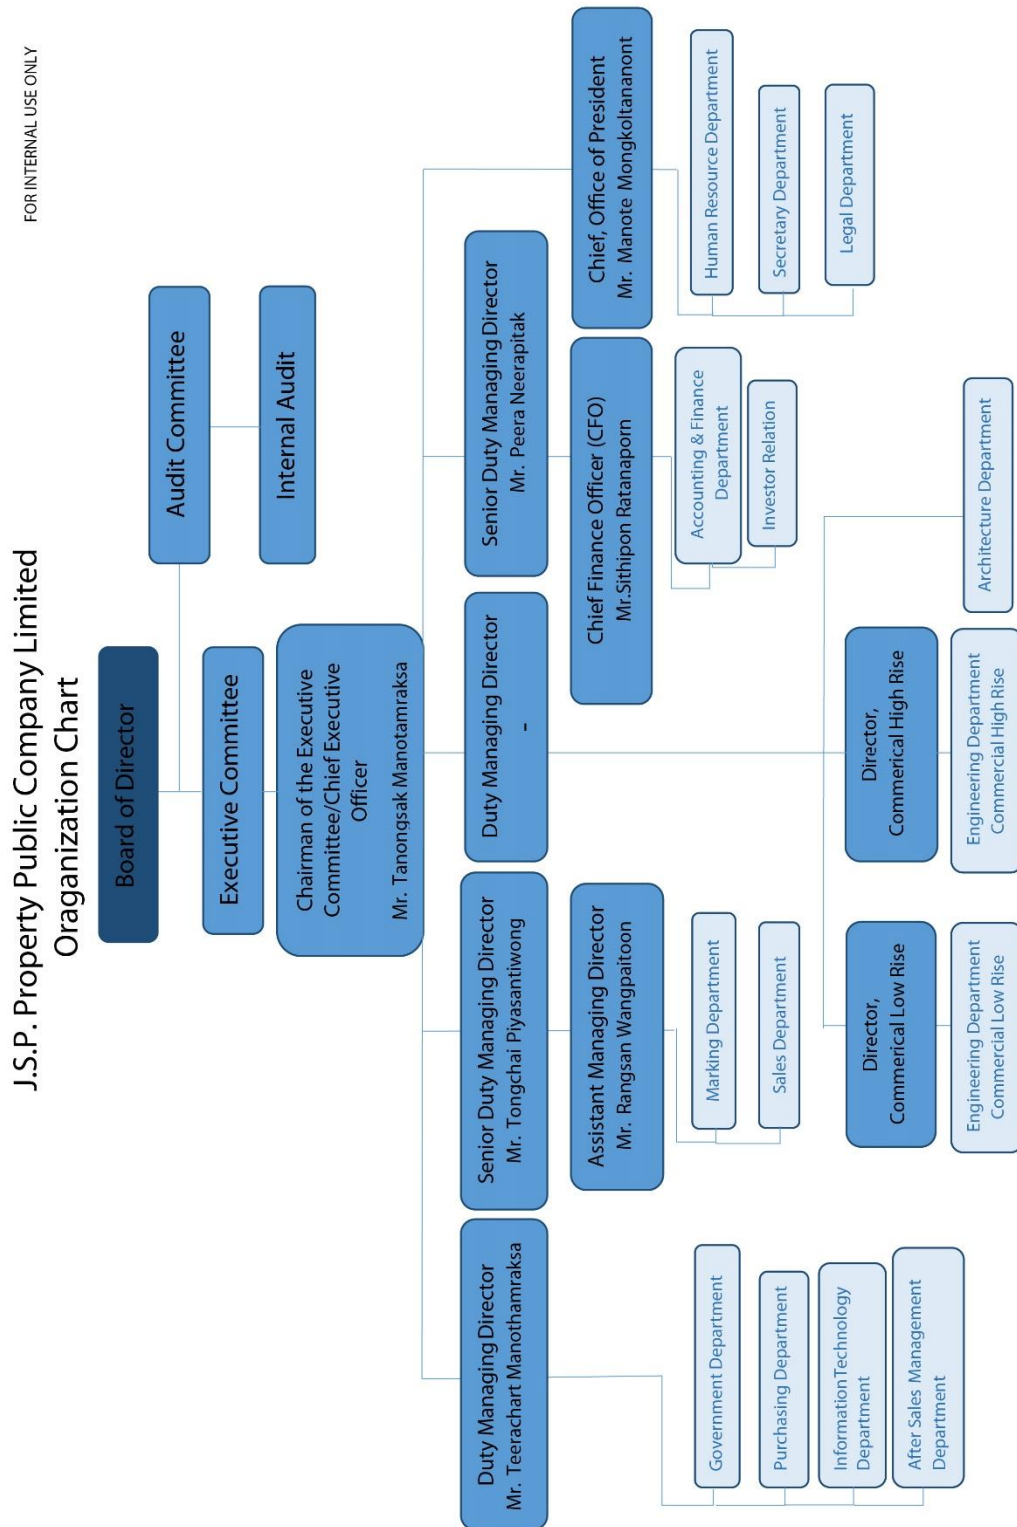 FOR INTERNAL USE ONLY
J.S.P. Property Public Company Limited
Oraganization Chart
Board of Director
Audit Committee
Executive Committee
Internal Audit
Chairman of the Executive
Committee/Chief Executive
Officer
Mr. Tanongsak Manotamraksa
Duty Managing Director
Mr. Teerachart Manothamraksa
Senior Duty Managing Director
Mr. Tongchai Piyasantiwong
Duty Managing Director
-
Senior Duty Managing Director
Mr. Peera Neerapitak
Assistant Managing Director
Mr. Rangsan Wangpaitoon
Chief Finance Officer (CFO)
Mr.Sithipon Ratanaporn
Chief, Office of President
Mr. Manote Mongkoltananont
Government Department
Purchasing Department
Information Technology
Department
After Sales Management
Department
Marking Department
Sales Department
Accounting & Finance
Department
Investor Relation
Human Resource Department
Secretary Department
Legal Department
Director,
Commerical Low Rise
Director,
Commerical High Rise
Engineering Department
Commercial Low Rise
Engineering Department
Commercial High Rise
Architecture Department